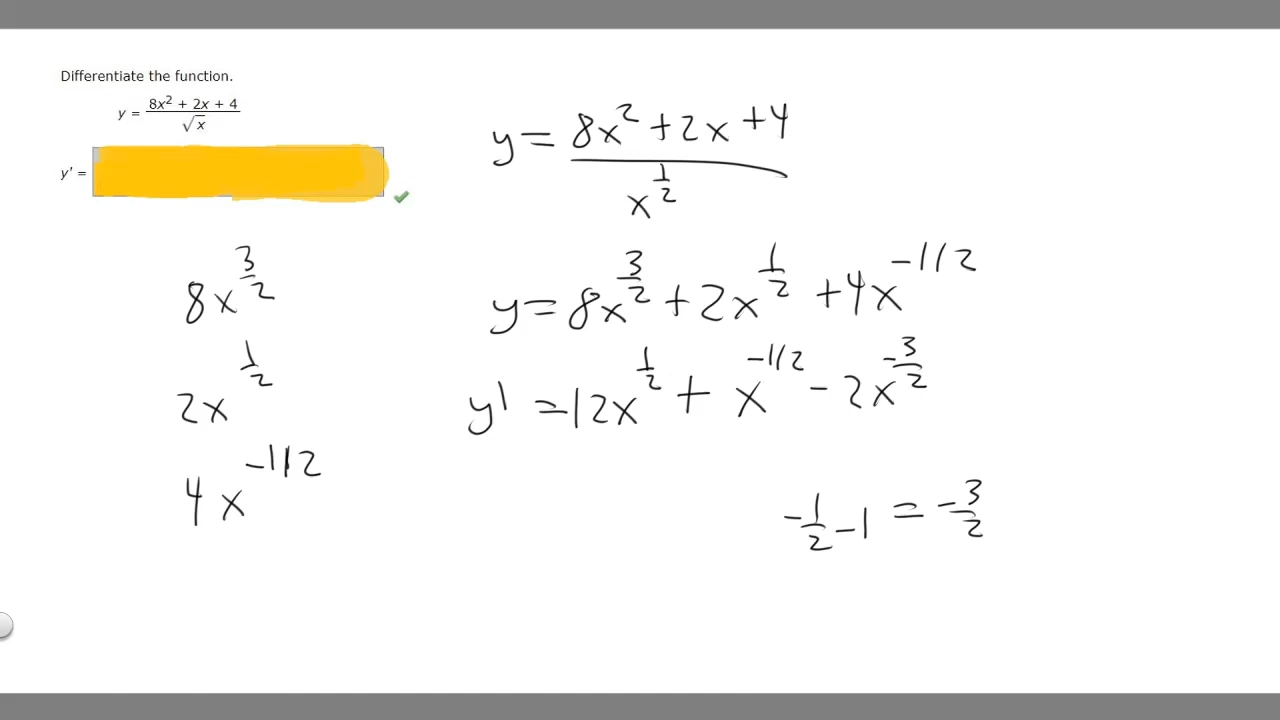 Differentiate the function.
y = (8x² + 2x + 4)/√x
y' =
8x^(3/2)
2x^(1/2)
4x^(-1/2)
y = (8x² + 2x + 4)/x^(1/2)
y = 8x^(3/2) + 2x^(1/2) + 4x^(-1/2)
y' = 12x^(1/2) + x^(-1/2) - 2x^(-3/2)
-1/2 - 1 = -3/2